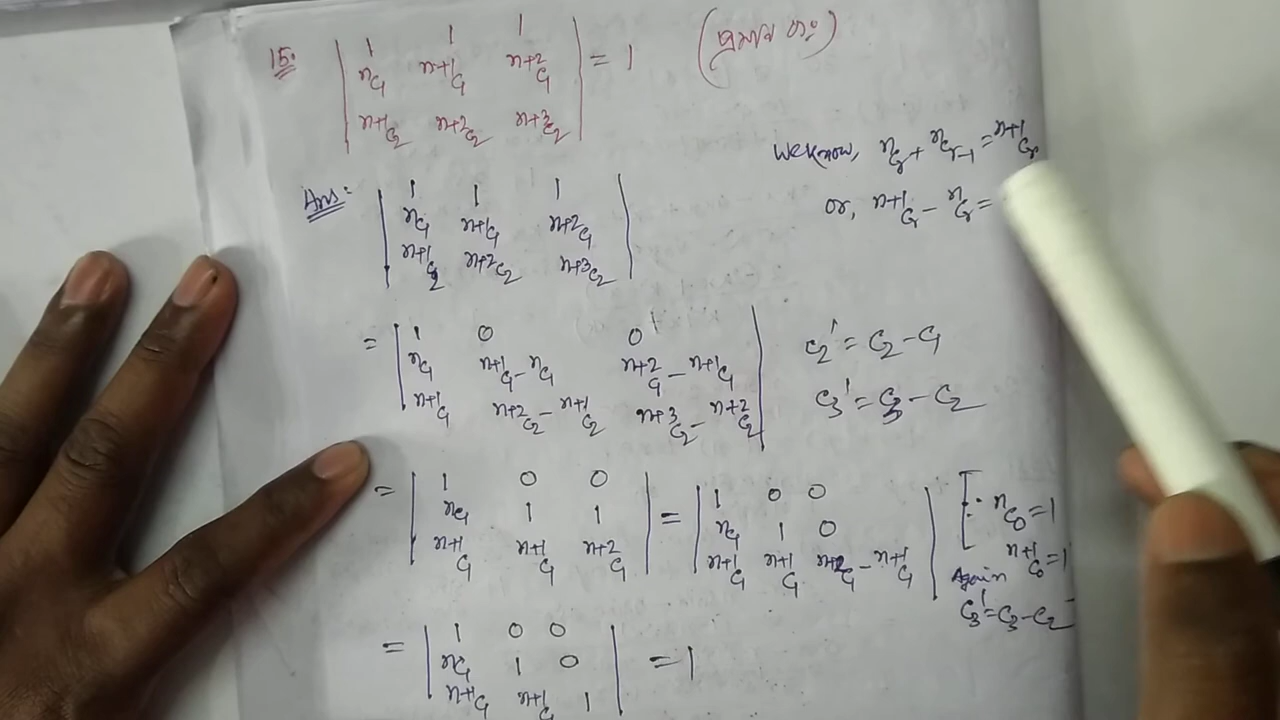 15.
| 1 1 1 |
| ⁿC₁ ⁿ⁺¹C₁ ⁿ⁺²C₁ | = 1 (প্রমাণ কর)
| ⁿ⁺¹C₂ ⁿ⁺²C₂ ⁿ⁺³C₂ |
We know, ⁿCᵣ + ⁿCᵣ₋₁ = ⁿ⁺¹Cᵣ
or, ⁿ⁺¹Cᵣ - ⁿCᵣ =
Ans:
| 1 1 1 |
| ⁿC₁ ⁿ⁺¹C₁ ⁿ⁺²C₁ |
| ⁿ⁺¹C₂ ⁿ⁺²C₂ ⁿ⁺³C₂ |
= | 1 0 0 |
| ⁿC₁ ⁿ⁺¹C₁ - ⁿC₁ ⁿ⁺²C₁ - ⁿ⁺¹C₁ | C₂' = C₂ - C₁
| ⁿ⁺¹C₁ ⁿ⁺²C₂ - ⁿ⁺¹C₂ ⁿ⁺³C₂ - ⁿ⁺²C₂ | C₃' = C₃ - C₂
= | 1 0 0 | = | 1 0 0 | [∵ ⁿC₀ = 1
| ⁿC₁ 1 1 | | ⁿC₁ 1 0 | ⁿ⁺¹C₀ = 1
| ⁿ⁺¹C₁ ⁿ⁺¹C₁ ⁿ⁺²C₁ | | ⁿ⁺¹C₁ ⁿ⁺¹C₁ ⁿ⁺²C₁ - ⁿ⁺¹C₁ | Again
C₃' = C₃ - C₂
= | 1 0 0 |
| ⁿC₁ 1 0 | = 1
| ⁿ⁺¹C₁ ⁿ⁺¹C₁ 1 |